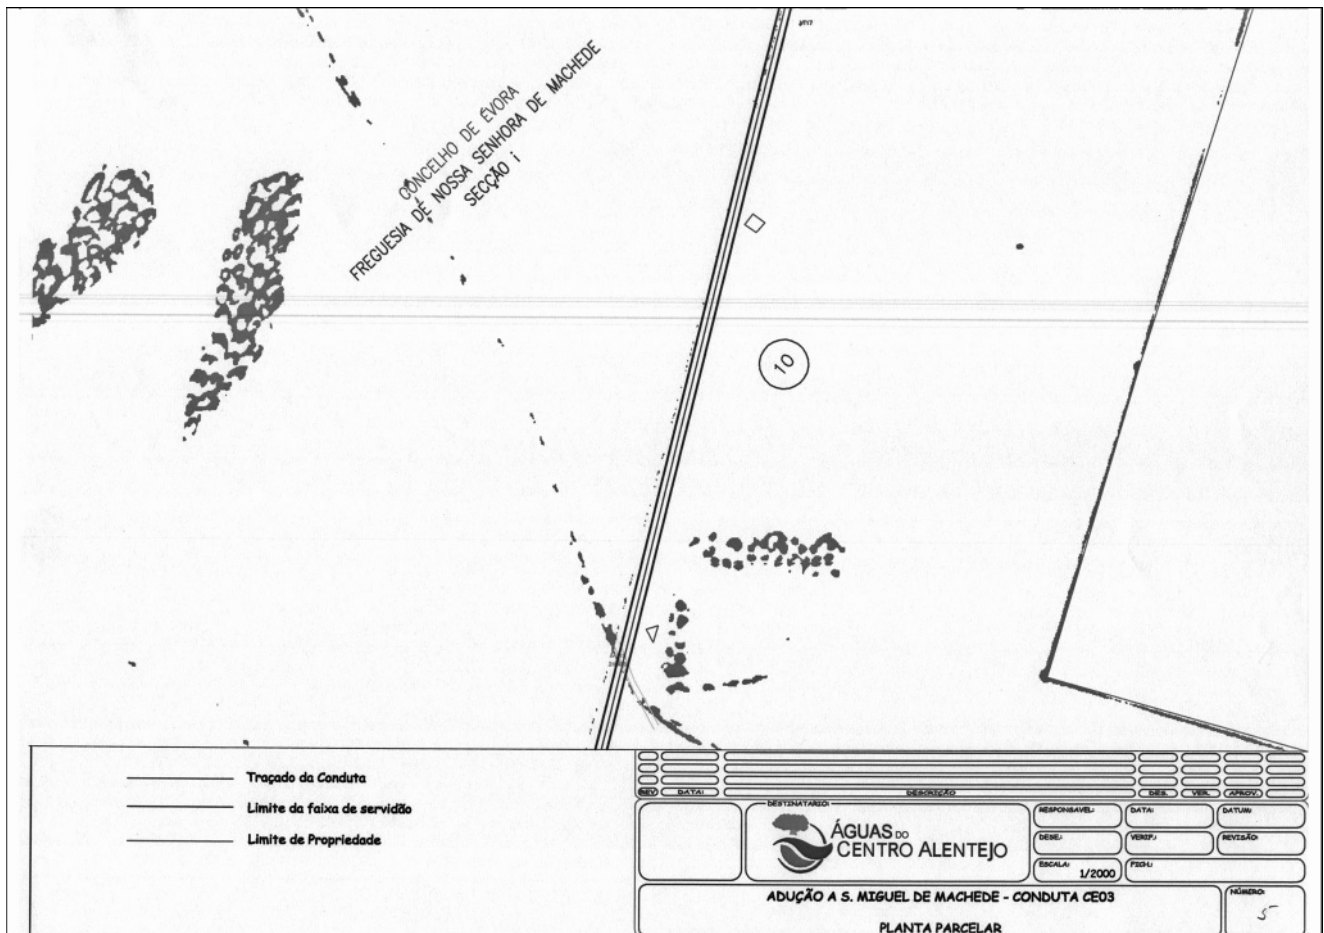 CONCELHO DE ÉVORA
FREGUESIA DE NOSSA SENHORA DE MACHEDE
SECÇÃO i
10
Traçado da Conduta
Limite da faixa de servidão
Limite de Propriedade
REV DATA: DESCRIÇÃO DES. VER. APROV.
DESTINATÁRIO:
ÁGUAS DO
CENTRO ALENTEJO
RESPONSAVEL: DATA: DATUM:
DESE.: VERIF.: REVISÃO:
ESCALA: 1/2000
FICH.:
ADUÇÃO A S. MIGUEL DE MACHEDE - CONDUTA CE03
PLANTA PARCELAR
NÚMERO:
5